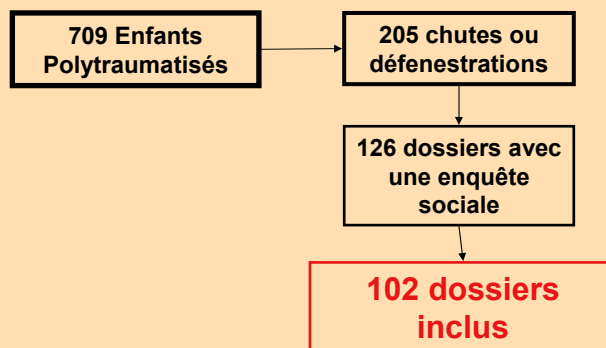 709 Enfants
Polytraumatisés
205 chutes ou
défenestrations
126 dossiers avec
une enquête
sociale
102 dossiers
inclus